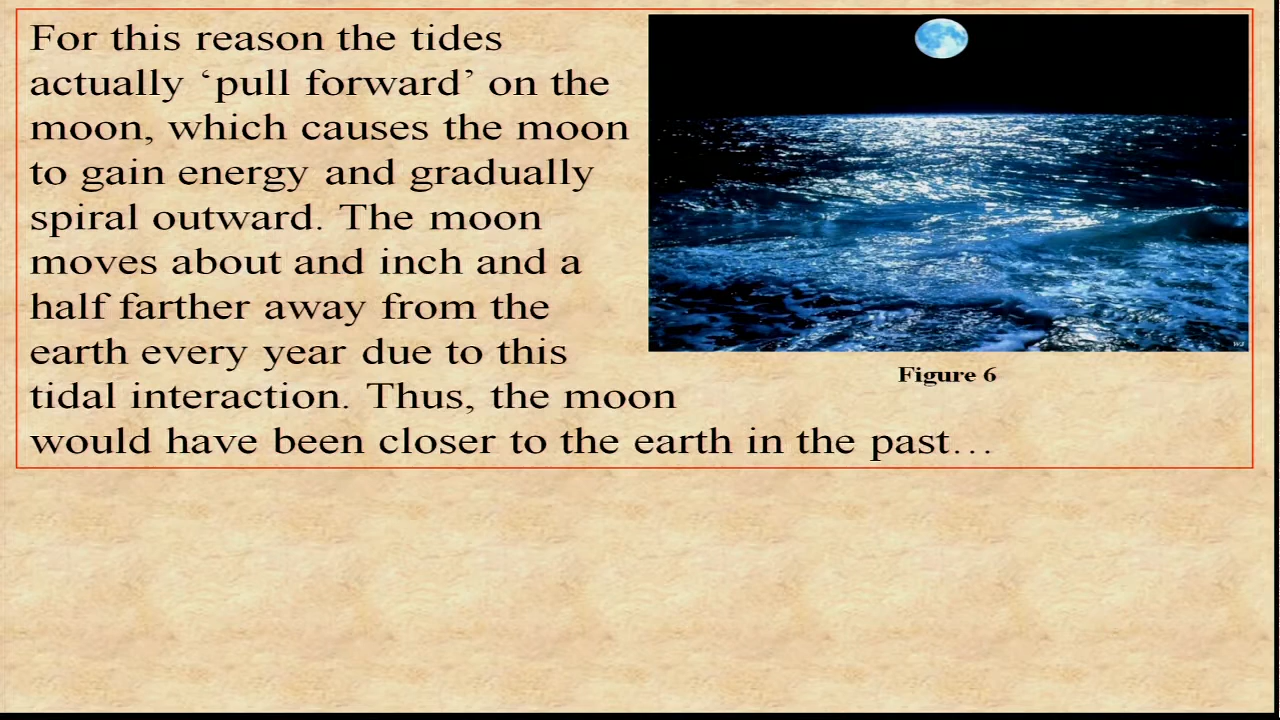 For this reason the tides
actually ‘pull forward’ on the
moon, which causes the moon
to gain energy and gradually
spiral outward. The moon
moves about and inch and a
half farther away from the
earth every year due to this
tidal interaction. Thus, the moon
would have been closer to the earth in the past…
Figure 6